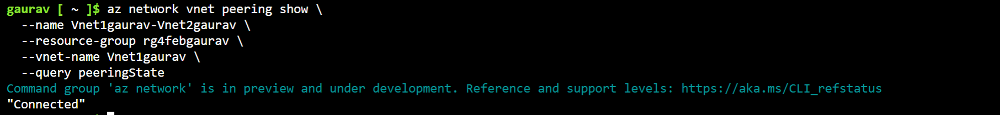 gaurav [ ~ ]$ az network vnet peering show \
--name Vnet1gaurav-Vnet2gaurav \
--resource-group rg4febgaurav \
--vnet-name Vnet1gaurav \
--query peeringState
Command group 'az network' is in preview and under development. Reference and support levels: https://aka.ms/CLI_refstatus
"Connected"